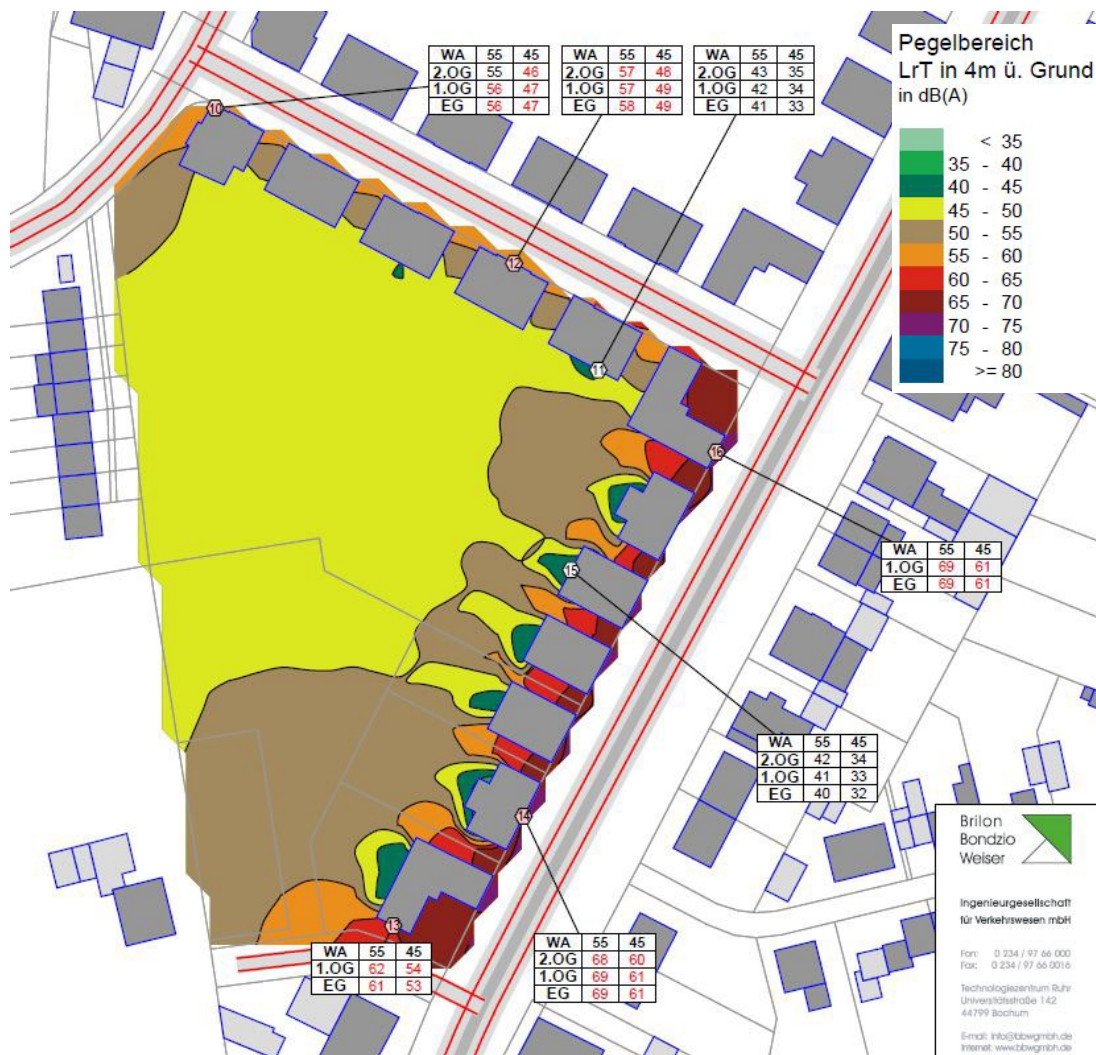 Pegelbereich
LrT in 4m ü. Grund
in dB(A)
< 35
35 - 40
40 - 45
45 - 50
50 - 55
55 - 60
60 - 65
65 - 70
70 - 75
75 - 80
>= 80
WA 55 45
2.OG 55 46
1.OG 56 47
EG 56 47
WA 55 45
2.OG 57 48
1.OG 57 49
EG 58 49
WA 55 45
2.OG 43 35
1.OG 42 34
EG 41 33
10
12
11
16
WA 55 45
1.OG 69 61
EG 69 61
15
WA 55 45
2.OG 42 34
1.OG 41 33
EG 40 32
14
13
WA 55 45
1.OG 62 54
EG 61 53
WA 55 45
2.OG 68 60
1.OG 69 61
EG 69 61
Brilon
Bondzio
Weiser
Ingenieurgesellschaft
für Verkehrswesen mbH
Fon: 0 234 / 97 66 000
Fax: 0 234 / 97 66 0016
Technologiezentrum Ruhr
Universitätsstraße 142
44799 Bochum
E-mail: info@bbwgmbh.de
Internet: www.bbwgmbh.de